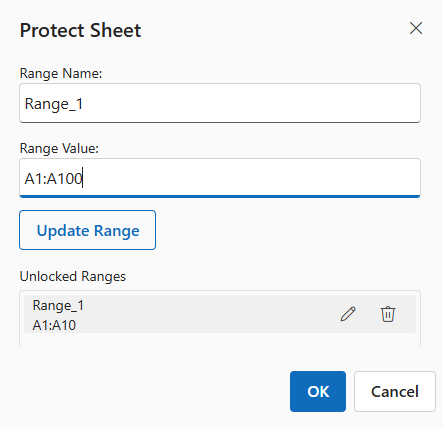 Protect Sheet
Range Name:
Range_1
Range Value:
A1:A100
Update Range
Unlocked Ranges
Range_1
A1:A10
OK
Cancel